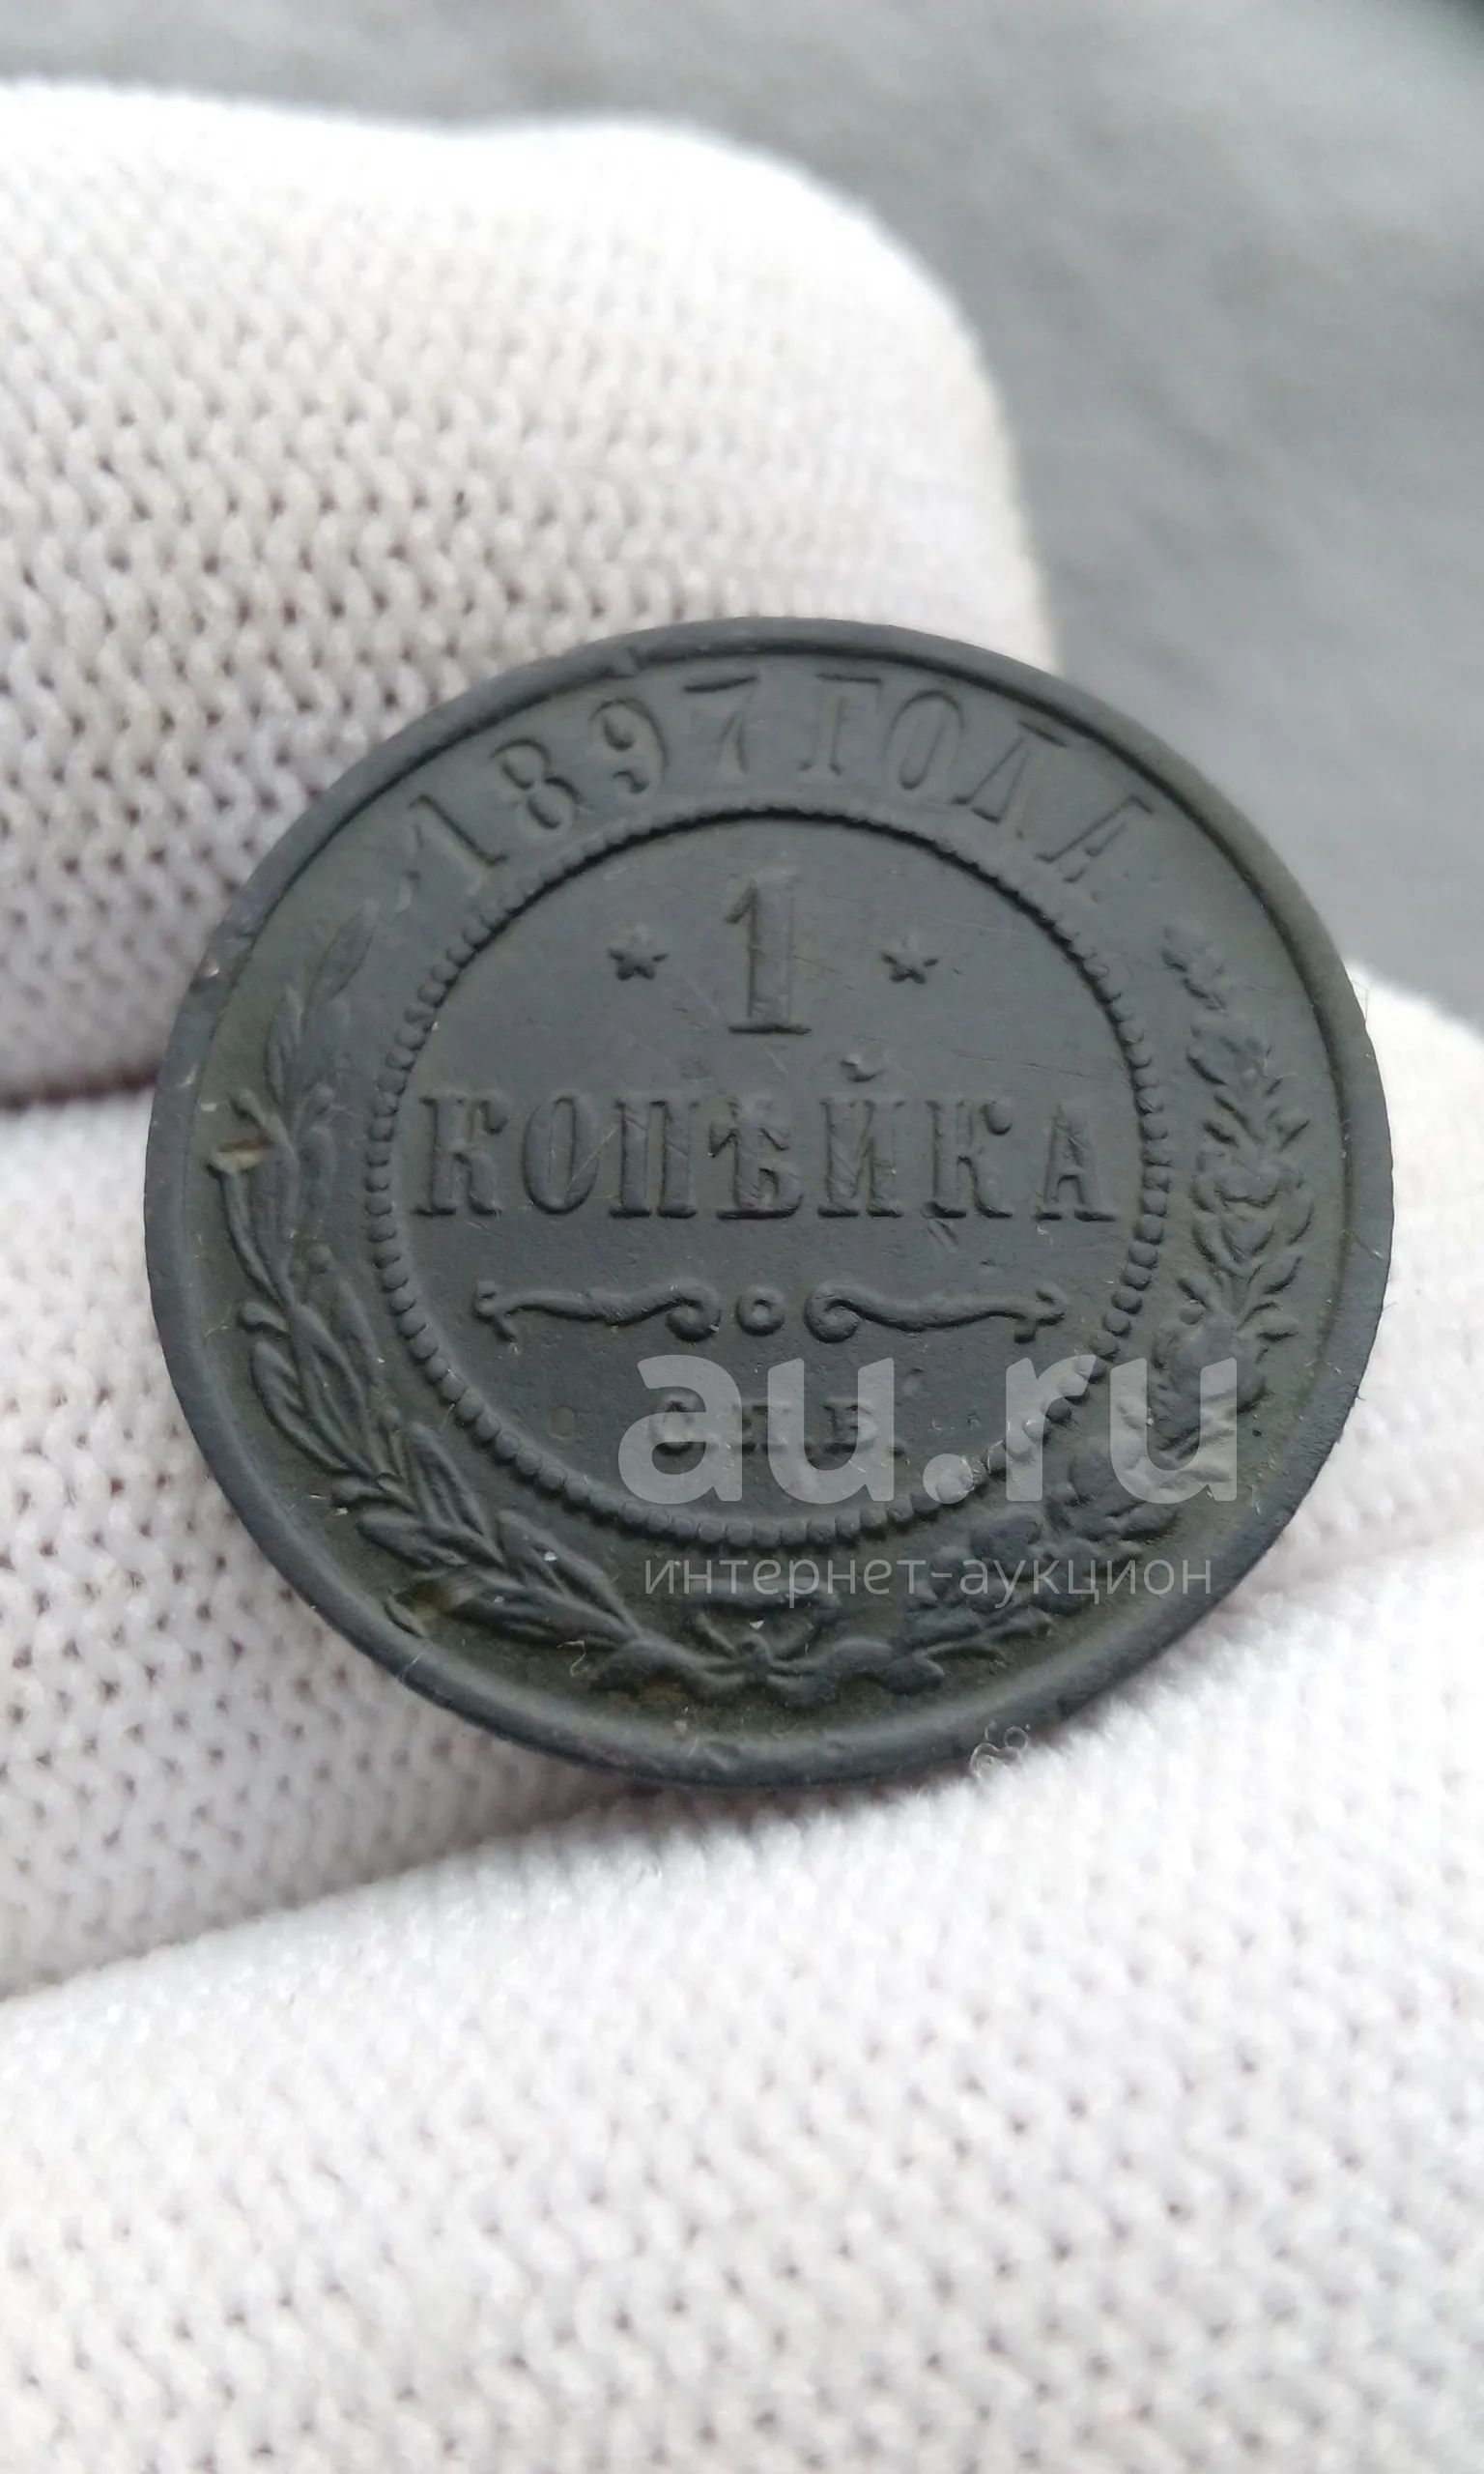 1897 ГОДА
* 1 *
КОПѢЙКА
С.П.Б.
au.ru
интернет-аукцион